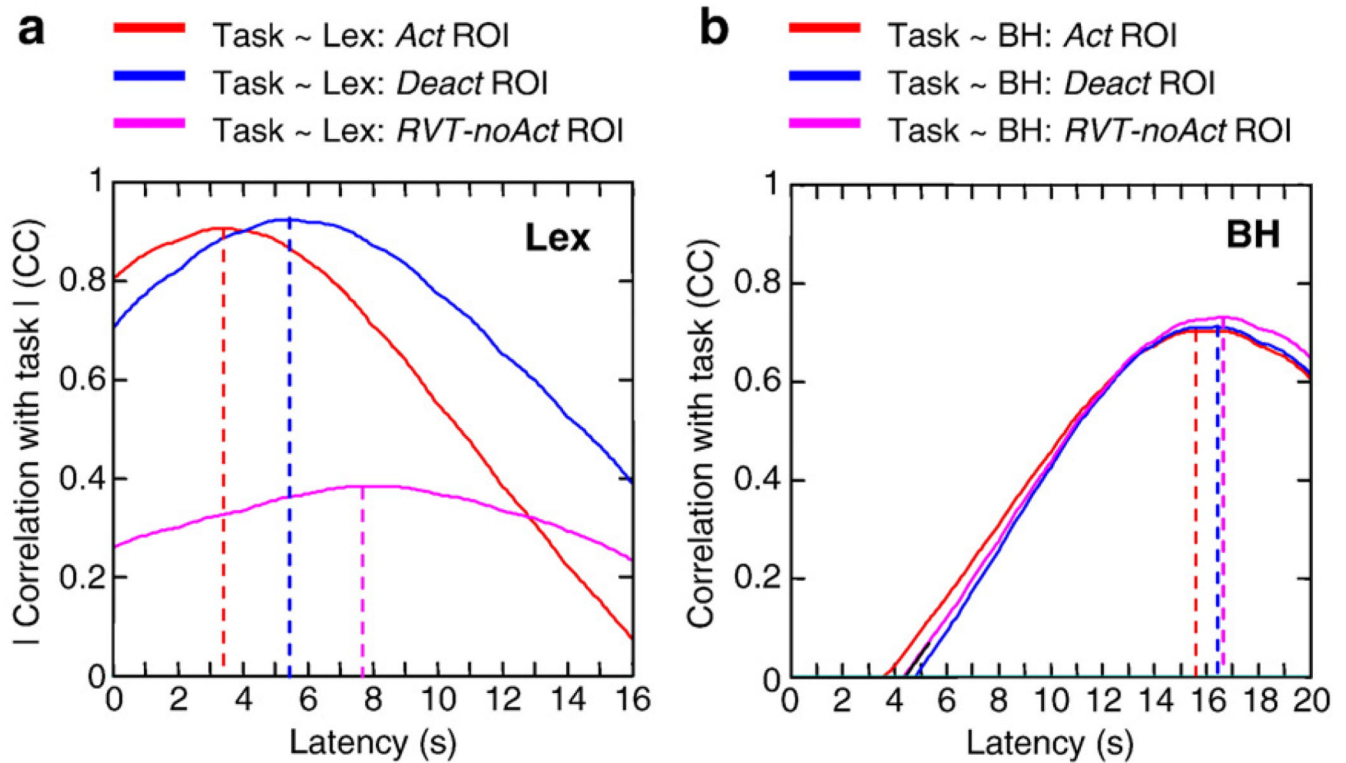 a
Task ~ Lex: Act ROI
Task ~ Lex: Deact ROI
Task ~ Lex: RVT-noAct ROI
| Correlation with task | (CC)
1
0.8
0.6
0.4
0.2
0
Lex
0 2 4 6 8 10 12 14 16
Latency (s)
b
Task ~ BH: Act ROI
Task ~ BH: Deact ROI
Task ~ BH: RVT-noAct ROI
Correlation with task (CC)
1
0.8
0.6
0.4
0.2
0
BH
0 2 4 6 8 10 12 14 16 18 20
Latency (s)